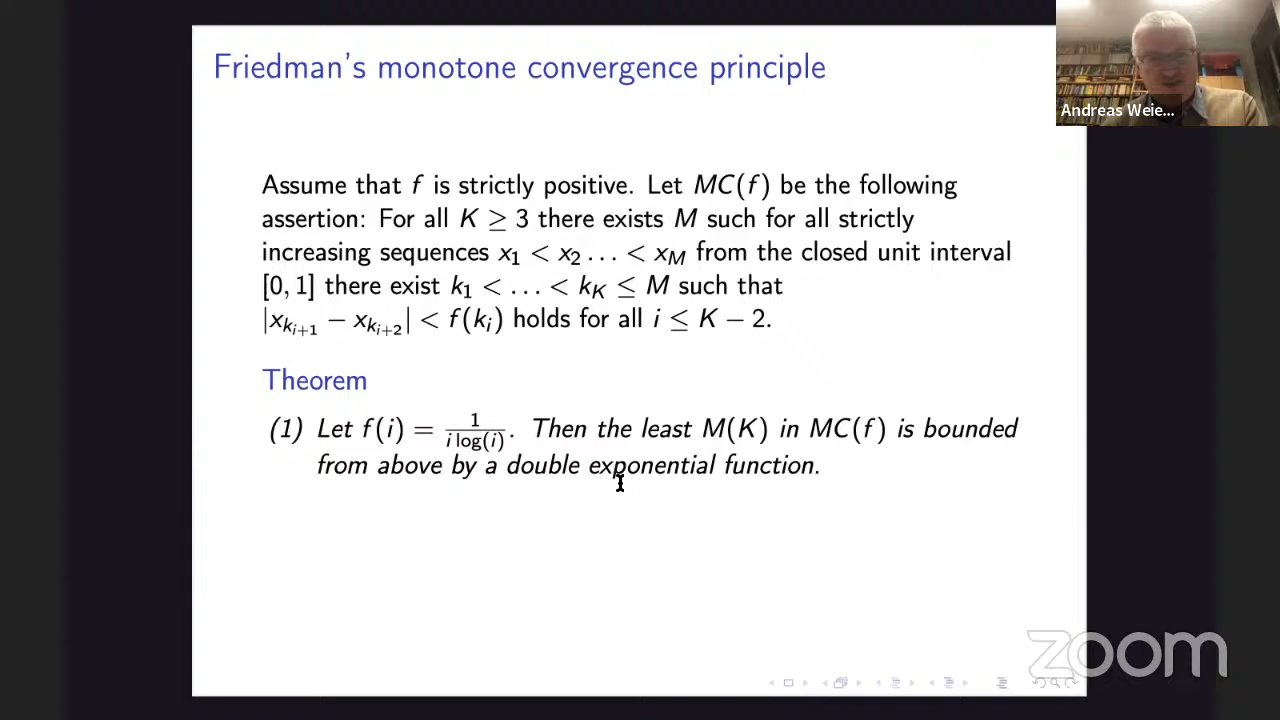 Friedman's monotone convergence principle
Andreas Weie...
Assume that f is strictly positive. Let MC(f) be the following
assertion: For all K ≥ 3 there exists M such for all strictly
increasing sequences x₁ < x₂ … < x_M from the closed unit interval
[0, 1] there exist k₁ < … < k_K ≤ M such that
|x_{k_{i+1}} − x_{k_{i+2}}| < f(k_i) holds for all i ≤ K − 2.
Theorem
(1) Let f(i) = 1/(i log(i)). Then the least M(K) in MC(f) is bounded
from above by a double exponential function.
zoom